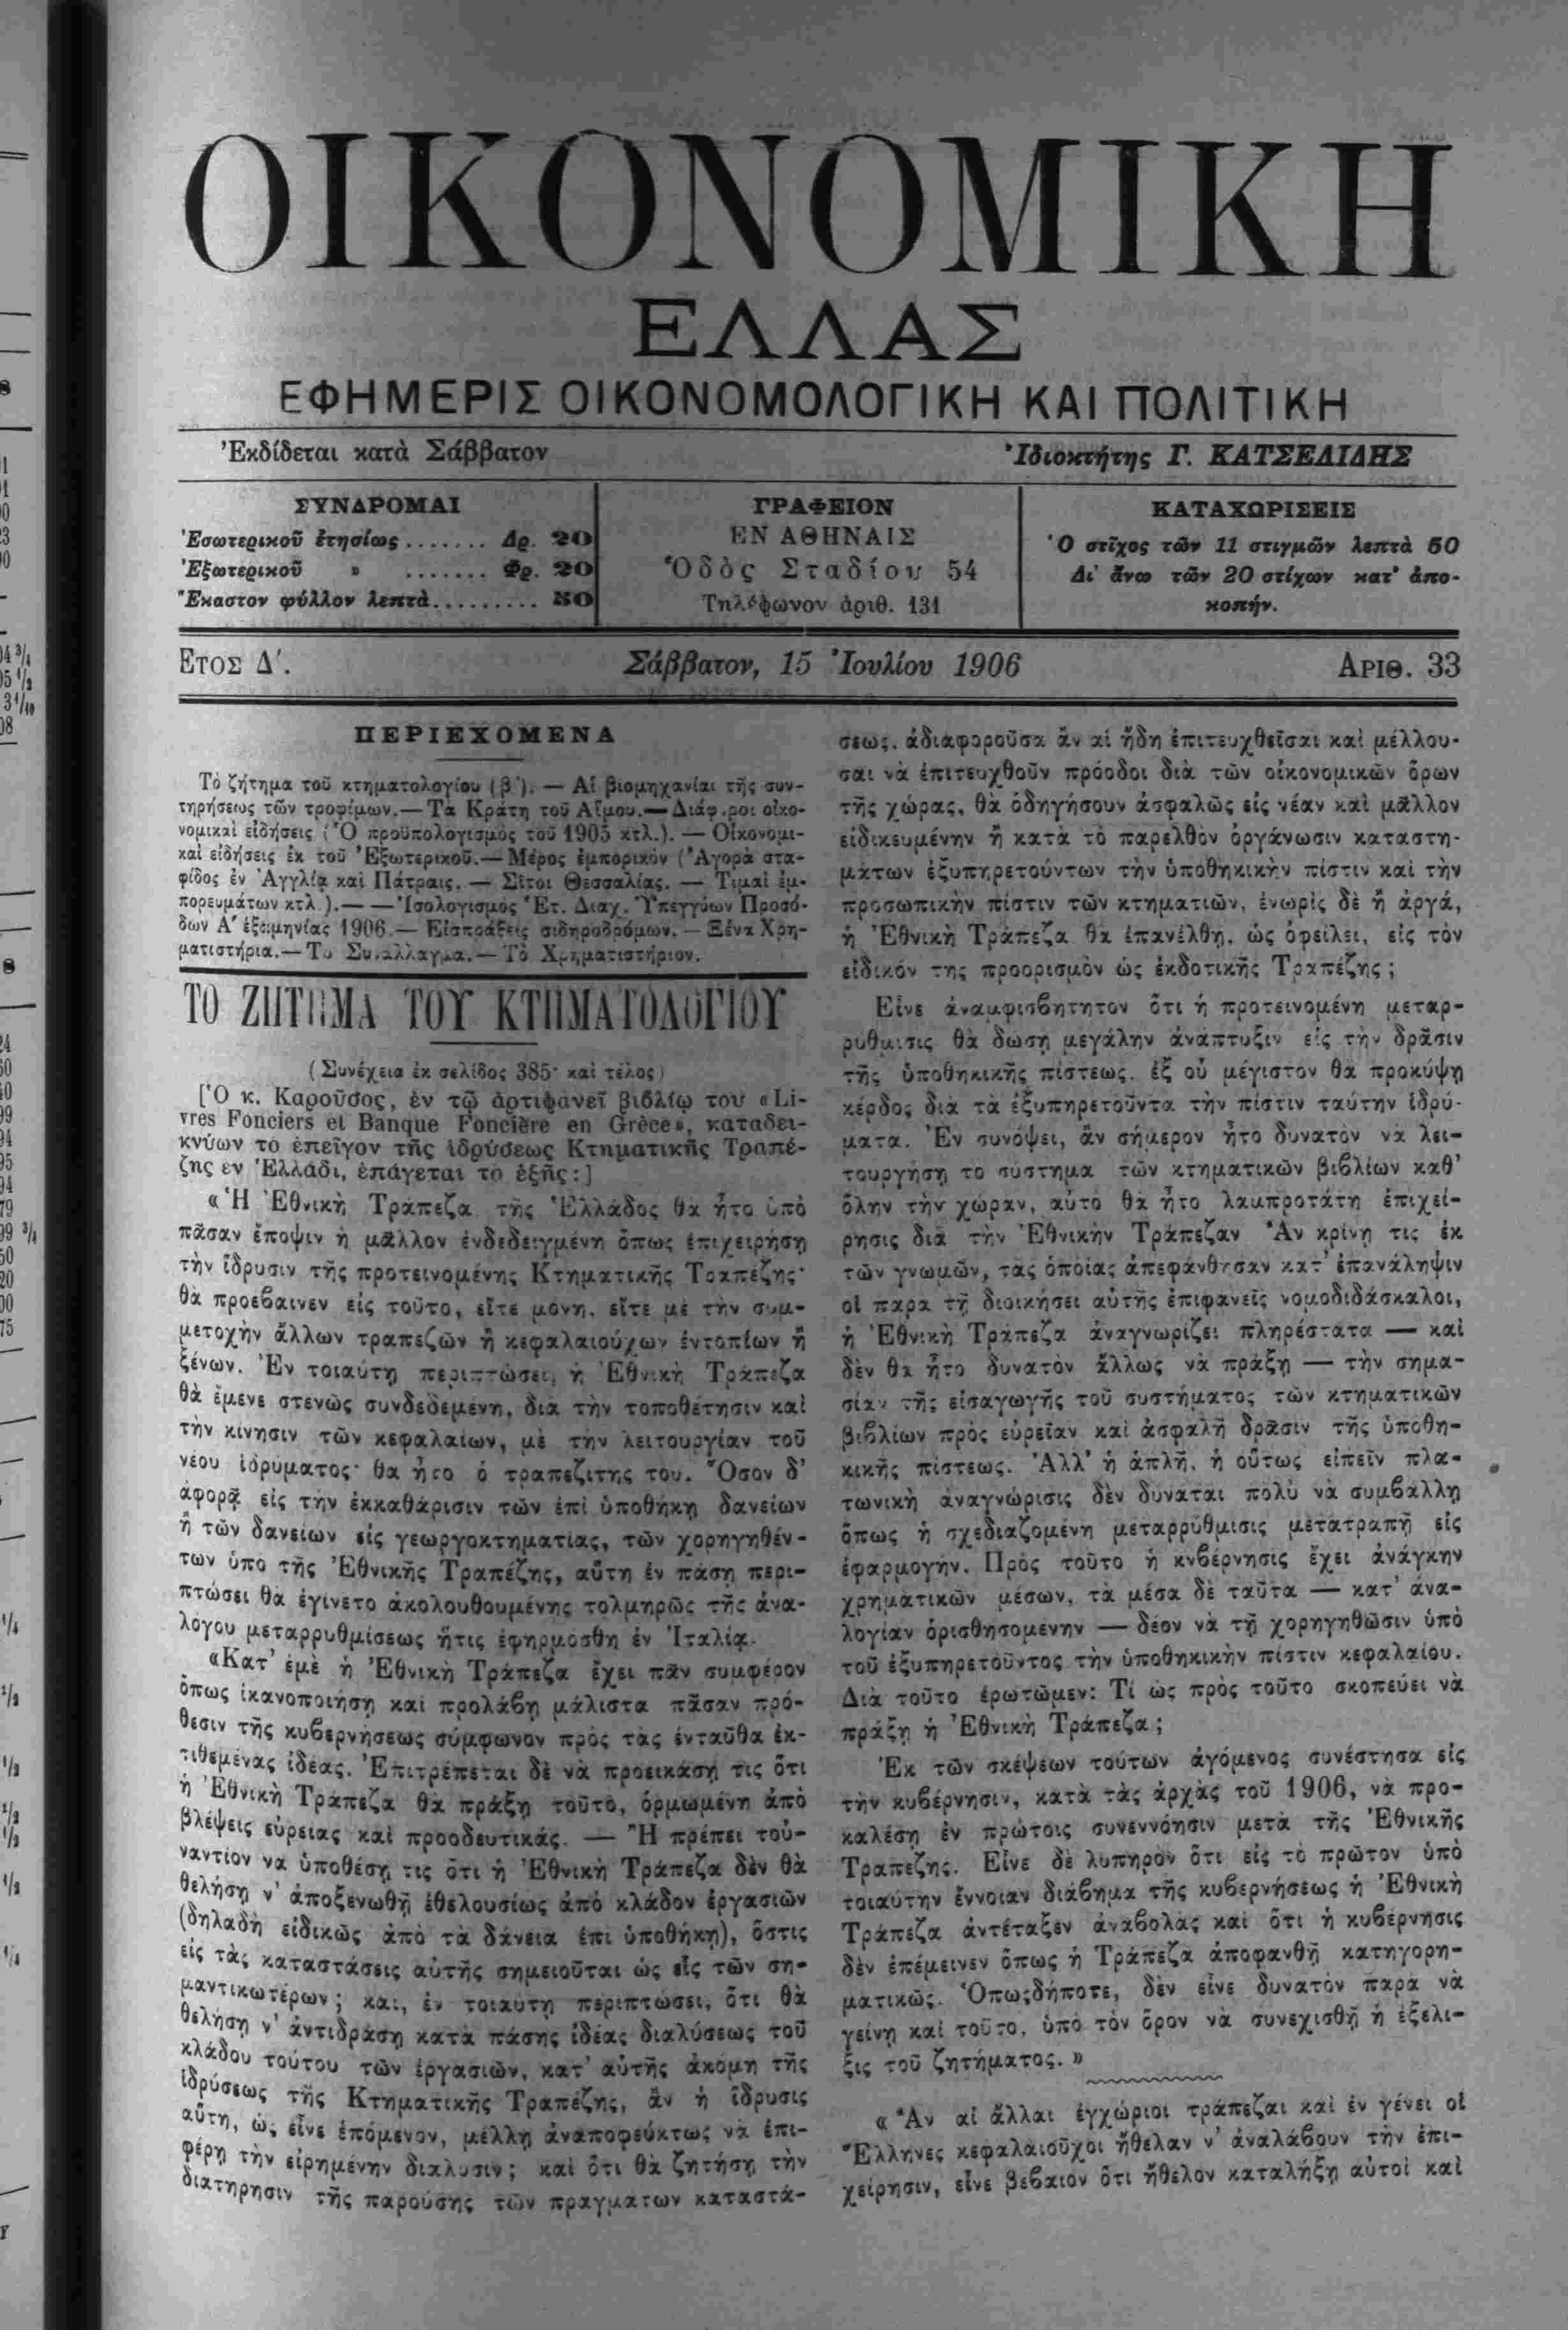 ΟΙΚΟΝΟΜΙΚΗ
ΕΛΛΑΣ
ΕΦΗΜΕΡΙΣ ΟΙΚΟΝΟΜΟΛΟΓΙΚΗ ΚΑΙ ΠΟΛΙΤΙΚΗ
Ἐκδίδεται κατὰ Σάββατον
Ἰδιοκτήτης Γ. ΚΑΤΣΕΛΙΔΗΣ
ΣΥΝΔΡΟΜΑΙ
Ἐσωτερικοῦ ἐτησίως ....... Δρ. 20
Ἐξωτερικοῦ » ....... Φρ. 20
Ἕκαστον φύλλον λεπτὰ.......... 50
ΓΡΑΦΕΙΟΝ
ΕΝ ΑΘΗΝΑΙΣ
Ὁδὸς Σταδίου 54
Τηλέφωνον ἀριθ. 131
ΚΑΤΑΧΩΡΙΣΕΙΣ
Ὁ στῖχος τῶν 11 στιγμῶν λεπτὰ 60
Δι' ἄνω τῶν 20 στίχων κατ' ἀπο-
κοπήν.
ΕΤΟΣ Δ'.
Σάββατον, 15 Ἰουλίου 1906
ΑΡΙΘ. 33
ΠΕΡΙΕΧΟΜΕΝΑ
Τὸ ζήτημα τοῦ κτηματολογίου (β΄). — Αἱ βιομηχανίαι τῆς συν-
τηρήσεως τῶν τροφίμων.— Τὰ Κράτη τοῦ Αἵμου.— Διάφ.ροι οἰκο-
νομικαὶ εἰδήσεις (Ὁ προϋπολογισμὸς τοῦ 1905 κτλ.). — Οἰκονομι-
καὶ εἰδήσεις ἐκ τοῦ Ἐξωτερικοῦ.— Μέρος ἐμπορικὸν (Ἀγορὰ στα-
φίδος ἐν Ἀγγλίᾳ καὶ Πάτραις. — Σῖτοι Θεσσαλίας. — Τιμαὶ ἐμ-
πορευμάτων κτλ.).— — Ἰσολογισμὸς Ἑτ. Διαχ. Ὑπεγγύων Προσό-
δων Α' ἑξαμηνίας 1906.— Εἰσπράξεις σιδηροδρόμων. — Ξένα Χρη-
ματιστήρια.— Το Συνάλλαγμα.— Τὸ Χρηματιστήριον.
ΤΟ ΖΗΤΗΜΑ ΤΟΥ ΚΤΗΜΑΤΟΛΟΓΙΟΥ
(Συνέχεια ἐκ σελίδος 385· καὶ τέλος)
[Ὁ κ. Καροῦσος, ἐν τῷ ἀρτιφανεῖ βιβλίῳ του «Li-
vres Fonciers et Banque Foncière en Grèce», καταδει-
κνύων τὸ ἐπεῖγον τῆς ἱδρύσεως Κτηματικῆς Τραπέ-
ζης ἐν Ἑλλάδι, ἐπάγεται τὸ ἑξῆς:]
«Ἡ Ἐθνικὴ Τράπεζα τῆς Ἑλλάδος θα ἦτο ὑπὸ
πᾶσαν ἔποψιν ἡ μᾶλλον ἐνδεδειγμένη ὅπως ἐπιχειρήσῃ
τὴν ἵδρυσιν τῆς προτεινομένης Κτηματικῆς Τραπέζης·
θὰ προέβαινεν εἰς τοῦτο, εἴτε μόνη, εἴτε μὲ τὴν συμ-
μετοχὴν ἄλλων τραπεζῶν ἢ κεφαλαιούχων ἐντοπίων ἢ
ξένων. Ἐν τοιαύτῃ περιπτώσει, ἡ Ἐθνικὴ Τράπεζα
θὰ ἔμενε στενῶς συνδεδεμένη, διὰ τὴν τοποθέτησιν καὶ
τὴν κίνησιν τῶν κεφαλαίων, μὲ τὴν λειτουργίαν τοῦ
νέου ἱδρύματος· θα ἦτο ὁ τραπεζίτης του. Ὅσον δ'
ἀφορᾷ εἰς τὴν ἐκκαθάρισιν τῶν ἐπὶ ὑποθήκῃ δανείων
ἢ τῶν δανείων εἰς γεωργοκτηματίας, τῶν χορηγηθέν-
των ὑπὸ τῆς Ἐθνικῆς Τραπέζης, αὕτη ἐν πάσῃ περι-
πτώσει θὰ ἐγίνετο ἀκολουθουμένης τολμηρῶς τῆς ἀνα-
λόγου μεταρρυθμίσεως ἥτις ἐφηρμόσθη ἐν Ἰταλίᾳ.
«Κατ' ἐμὲ ἡ Ἐθνικὴ Τράπεζα ἔχει πᾶν συμφέρον
ὅπως ἱκανοποιήσῃ καὶ προλάβῃ μάλιστα πᾶσαν πρό-
θεσιν τῆς κυβερνήσεως σύμφωνον πρὸς τὰς ἐνταῦθα ἐκ-
τιθεμένας ἰδέας. Ἐπιτρέπεται δὲ νὰ προεικάσῃ τις ὅτι
ἡ Ἐθνικὴ Τράπεζα θὰ πράξῃ τοῦτο, ὁρμωμένη ἀπὸ
βλέψεις εὐρείας καὶ προοδευτικάς. — Ἢ πρέπει τοὐ-
ναντίον να ὑποθέσῃ τις ὅτι ἡ Ἐθνικὴ Τράπεζα δὲν θὰ
θελήσῃ ν' ἀποξενωθῇ ἐθελουσίως ἀπὸ κλάδον ἐργασιῶν
(δηλαδὴ εἰδικῶς ἀπὸ τὰ δάνεια ἐπι ὑποθήκῃ), ὅστις
εἰς τὰς καταστάσεις αὐτῆς σημειοῦται ὡς εἷς τῶν ση-
μαντικωτέρων; και, ἐν τοιαύτῃ περιπτώσει, ὅτι θὰ
θελήσῃ ν' ἀντιδράσῃ κατὰ πάσης ἰδέας διαλύσεως τοῦ
κλάδου τούτου τῶν ἐργασιῶν, κατ' αὐτῆς ἀκόμη τῆς
ἱδρύσεως τῆς Κτηματικῆς Τραπέζης, ἂν ἡ ἵδρυσις
αὕτη, ὡς εἶνε ἑπόμενον, μέλλῃ ἀναποφεύκτως νὰ ἐπι-
φέρῃ τὴν εἰρημένην διάλυσιν; καὶ ὅτι θὰ ζητήσῃ τὴν
διατήρησιν τῆς παρούσης τῶν πραγμάτων καταστά-
σεως, ἀδιαφοροῦσα ἂν αἱ ἤδη ἐπιτευχθεῖσαι καὶ μέλλου-
σαι νὰ ἐπιτευχθοῦν πρόοδοι διὰ τῶν οἰκονομικῶν ὅρων
τῆς χώρας, θὰ ὁδηγήσουν ἀσφαλῶς εἰς νέαν καὶ μᾶλλον
εἰδικευμένην ἢ κατὰ τὸ παρελθὸν ὀργάνωσιν καταστη-
μάτων ἐξυπηρετούντων τὴν ὑποθηκικὴν πίστιν καὶ τὴν
προσωπικὴν πίστιν τῶν κτηματιῶν, ἐνωρὶς δὲ ἢ ἀργά,
ἡ Ἐθνικὴ Τράπεζα θὰ ἐπανέλθῃ, ὡς ὀφείλει, εἰς τὸν
εἰδικόν της προορισμὸν ὡς ἐκδοτικῆς Τραπέζης;
Εἶνε ἀναμφισβήτητον ὅτι ἡ προτεινομένη μεταρ-
ρύθμισις θὰ δώσῃ μεγάλην ἀνάπτυξιν εἰς τὴν δρᾶσιν
τῆς ὑποθηκικῆς πίστεως, ἐξ οὗ μέγιστον θὰ προκύψῃ
κέρδος διὰ τὰ ἐξυπηρετοῦντα τὴν πίστιν ταύτην ἱδρύ-
ματα. Ἐν συνόψει, ἂν σήμερον ἦτο δυνατὸν νὰ λει-
τουργήσῃ το σύστημα τῶν κτηματικῶν βιβλίων καθ'
ὅλην τὴν χώραν, αὐτὸ θὰ ἦτο λαμπροτάτη ἐπιχεί-
ρησις διὰ τὴν Ἐθνικὴν Τράπεζαν Ἂν κρίνῃ τις ἐκ
τῶν γνωμῶν, τὰς ὁποίας ἀπεφάνθησαν κατ' ἐπανάληψιν
οἱ παρὰ τῇ διοικήσει αὐτῆς ἐπιφανεῖς νομοδιδάσκαλοι,
ἡ Ἐθνικὴ Τράπεζα ἀναγνωρίζει πληρέστατα — καὶ
δὲν θὰ ἦτο δυνατὸν ἄλλως νὰ πράξῃ — τὴν σημα-
σίαν τῆς εἰσαγωγῆς τοῦ συστήματος τῶν κτηματικῶν
βιβλίων πρὸς εὐρεῖαν καὶ ἀσφαλῆ δρᾶσιν τῆς ὑποθη-
κικῆς πίστεως. Ἀλλ' ἡ ἁπλῆ, ἡ οὕτως εἰπεῖν πλα-
τωνικὴ ἀναγνώρισις δὲν δύναται πολὺ νὰ συμβάλλῃ
ὅπως ἡ σχεδιαζομένη μεταρρύθμισις μετατραπῇ εἰς
ἐφαρμογήν. Πρὸς τοῦτο ἡ κνβέρνησις ἔχει ἀνάγκην
χρηματικῶν μέσων, τὰ μέσα δὲ ταῦτα — κατ' ἀνα-
λογίαν ὁρισθησομένην — δέον νὰ τῇ χορηγηθῶσιν ὑπὸ
τοῦ ἐξυπηρετοῦντος τὴν ὑποθηκικὴν πίστιν κεφαλαίου.
Διὰ τοῦτο ἐρωτῶμεν: Τί ὡς πρὸς τοῦτο σκοπεύει νὰ
πράξῃ ἡ Ἐθνικὴ Τράπεζα;
Ἐκ τῶν σκέψεων τούτων ἀγόμενος συνέστησα εἰς
τὴν κυβέρνησιν, κατὰ τὰς ἀρχὰς τοῦ 1906, νὰ προ-
καλέσῃ ἐν πρώτοις συνεννόησιν μετὰ τῆς Ἐθνικῆς
Τραπέζης. Εἶνε δὲ λυπηρὸν ὅτι εἰς τὸ πρῶτον ὑπὸ
τοιαύτην ἔννοιαν διάβημα τῆς κυβερνήσεως ἡ Ἐθνικὴ
Τράπεζα ἀντέταξεν ἀναβολὰς καὶ ὅτι ἡ κυβέρνησις
δὲν ἐπέμεινεν ὅπως ἡ Τράπεζα ἀποφανθῇ κατηγορη-
ματικῶς. Ὁπωςδήποτε, δὲν εἶνε δυνατὸν παρὰ νὰ
γείνῃ καὶ τοῦτο, ὑπὸ τὸν ὅρον νὰ συνεχισθῇ ἡ ἐξελι-
ξις τοῦ ζητήματος.»
«Ἂν αἱ ἄλλαι ἐγχώριοι τράπεζαι καὶ ἐν γένει οἱ
Ἕλληνες κεφαλαιοῦχοι ἤθελαν ν' ἀναλάβουν τὴν ἐπι-
χείρησιν, εἶνε βέβαιον ὅτι ἤθελον καταλήξῃ αὐτοὶ καὶ